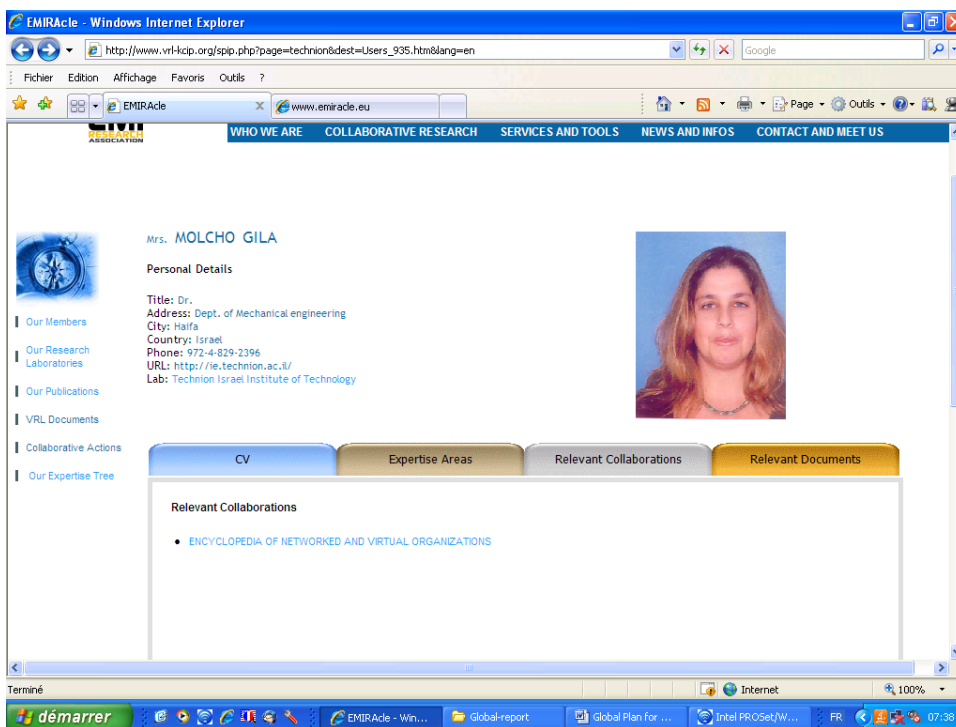 EMIRAcle - Windows Internet Explorer
http://www.vrl-kcip.org/spip.php?page=technion&dest=Users_935.htm&lang=en
Google
Fichier Edition Affichage Favoris Outils ?
EMIRAcle
www.emiracle.eu
Page Outils
RESEARCH
ASSOCIATION
WHO WE ARE COLLABORATIVE RESEARCH SERVICES AND TOOLS NEWS AND INFOS CONTACT AND MEET US
Mrs. MOLCHO GILA
Personal Details
Title: Dr.
Address: Dept. of Mechanical engineering
City: Haifa
Country: Israel
Phone: 972-4-829-2396
URL: http://ie.technion.ac.il/
Lab: Technion Israel Institute of Technology
Our Members
Our Research
Laboratories
Our Publications
VRL Documents
Collaborative Actions
Our Expertise Tree
CV Expertise Areas Relevant Collaborations Relevant Documents
Relevant Collaborations
ENCYCLOPEDIA OF NETWORKED AND VIRTUAL ORGANIZATIONS
Terminé
Internet
100%
démarrer
EMIRAcle - Win...
Global-report
Global Plan for ...
Intel PROSet/W...
FR
07:38